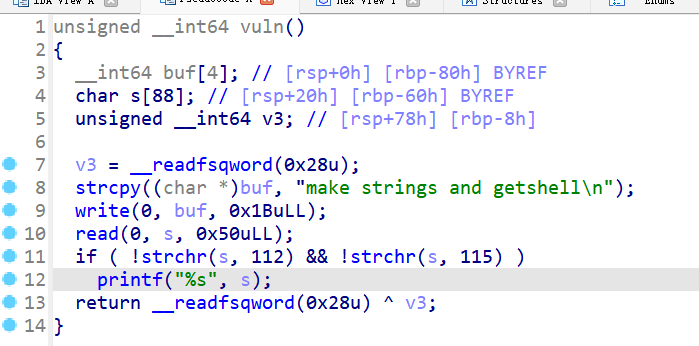 IDA View A Pseudocode A Hex View 1 Structures Enums
1 unsigned __int64 vuln()
2 {
3 __int64 buf[4]; // [rsp+0h] [rbp-80h] BYREF
4 char s[88]; // [rsp+20h] [rbp-60h] BYREF
5 unsigned __int64 v3; // [rsp+78h] [rbp-8h]
6
7 v3 = __readfsqword(0x28u);
8 strcpy((char *)buf, "make strings and getshell\n");
9 write(0, buf, 0x1BuLL);
10 read(0, s, 0x50uLL);
11 if ( !strchr(s, 112) && !strchr(s, 115) )
12 printf("%s", s);
13 return __readfsqword(0x28u) ^ v3;
14 }